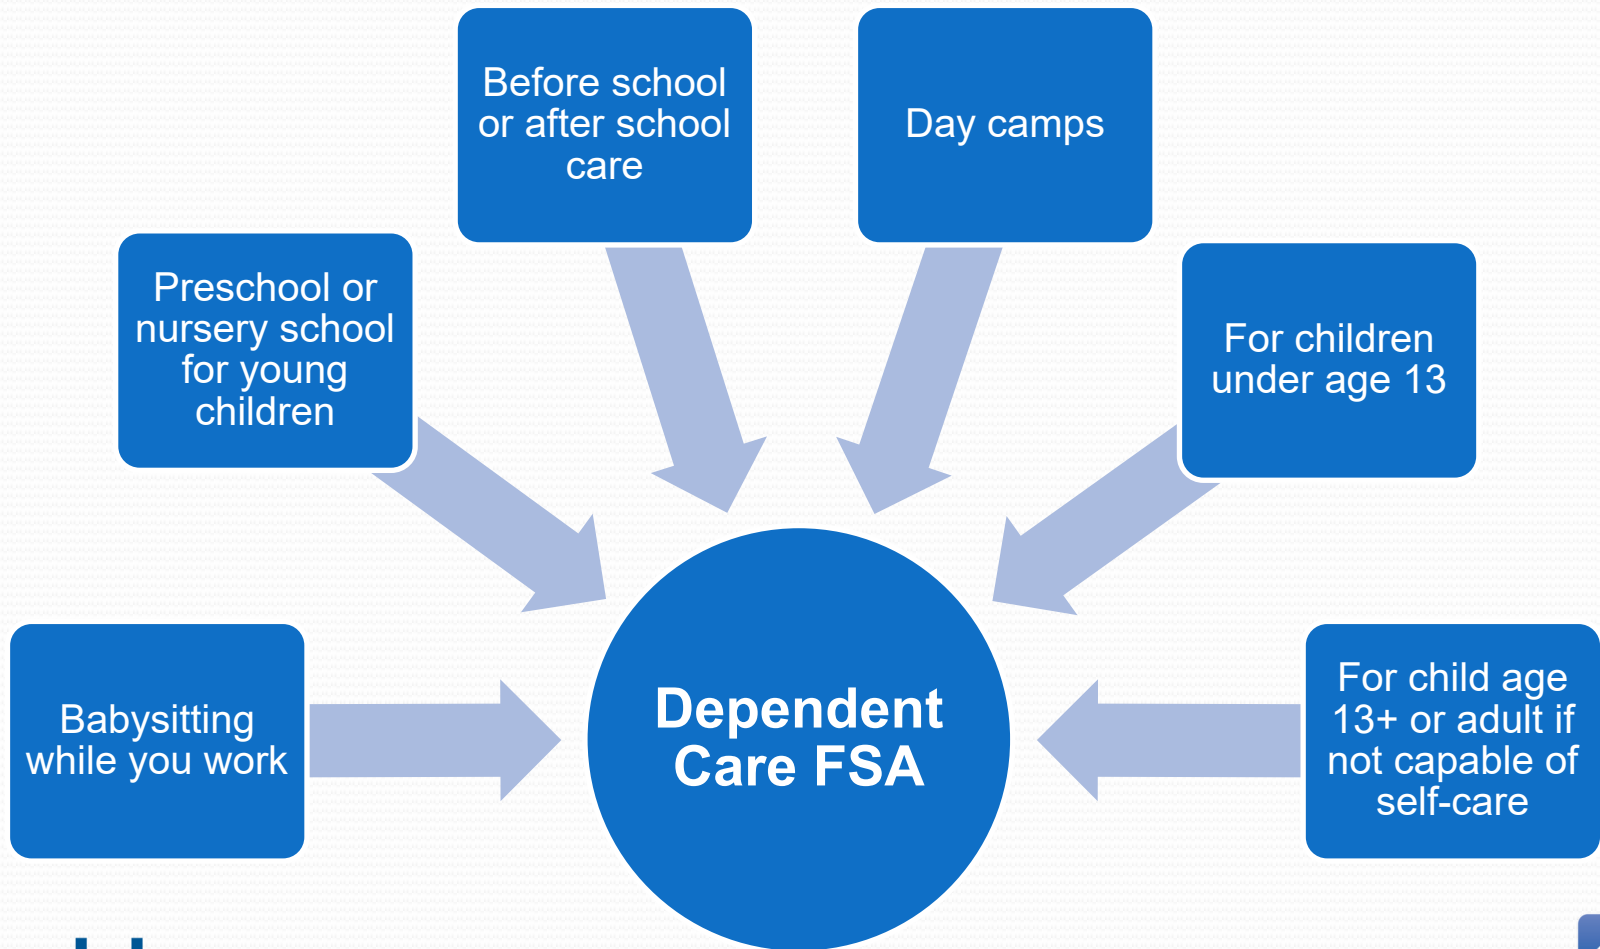 Before school
or after school
care
Day camps
Preschool or
nursery school
for young
children
For children
under age 13
Babysitting
while you work
Dependent
Care FSA
For child age
13+ or adult if
not capable of
self-care